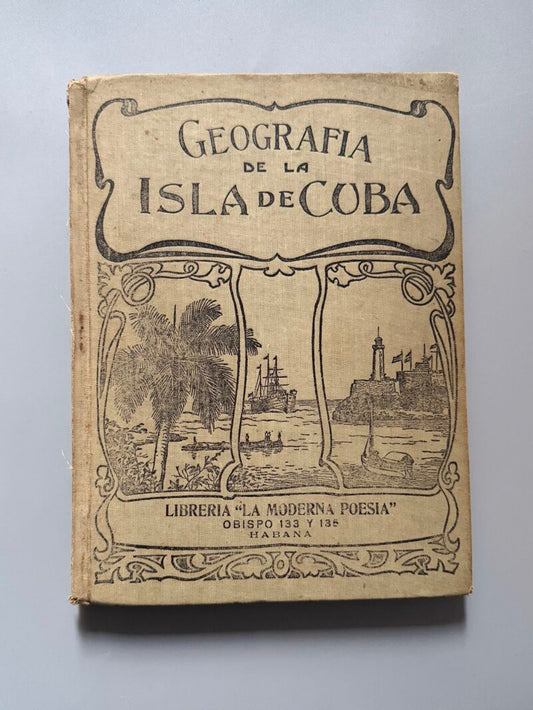 GEOGRAFIA
DE LA
ISLA DE CUBA
LIBRERIA "LA MODERNA POESIA"
OBISPO 133 Y 135
HABANA